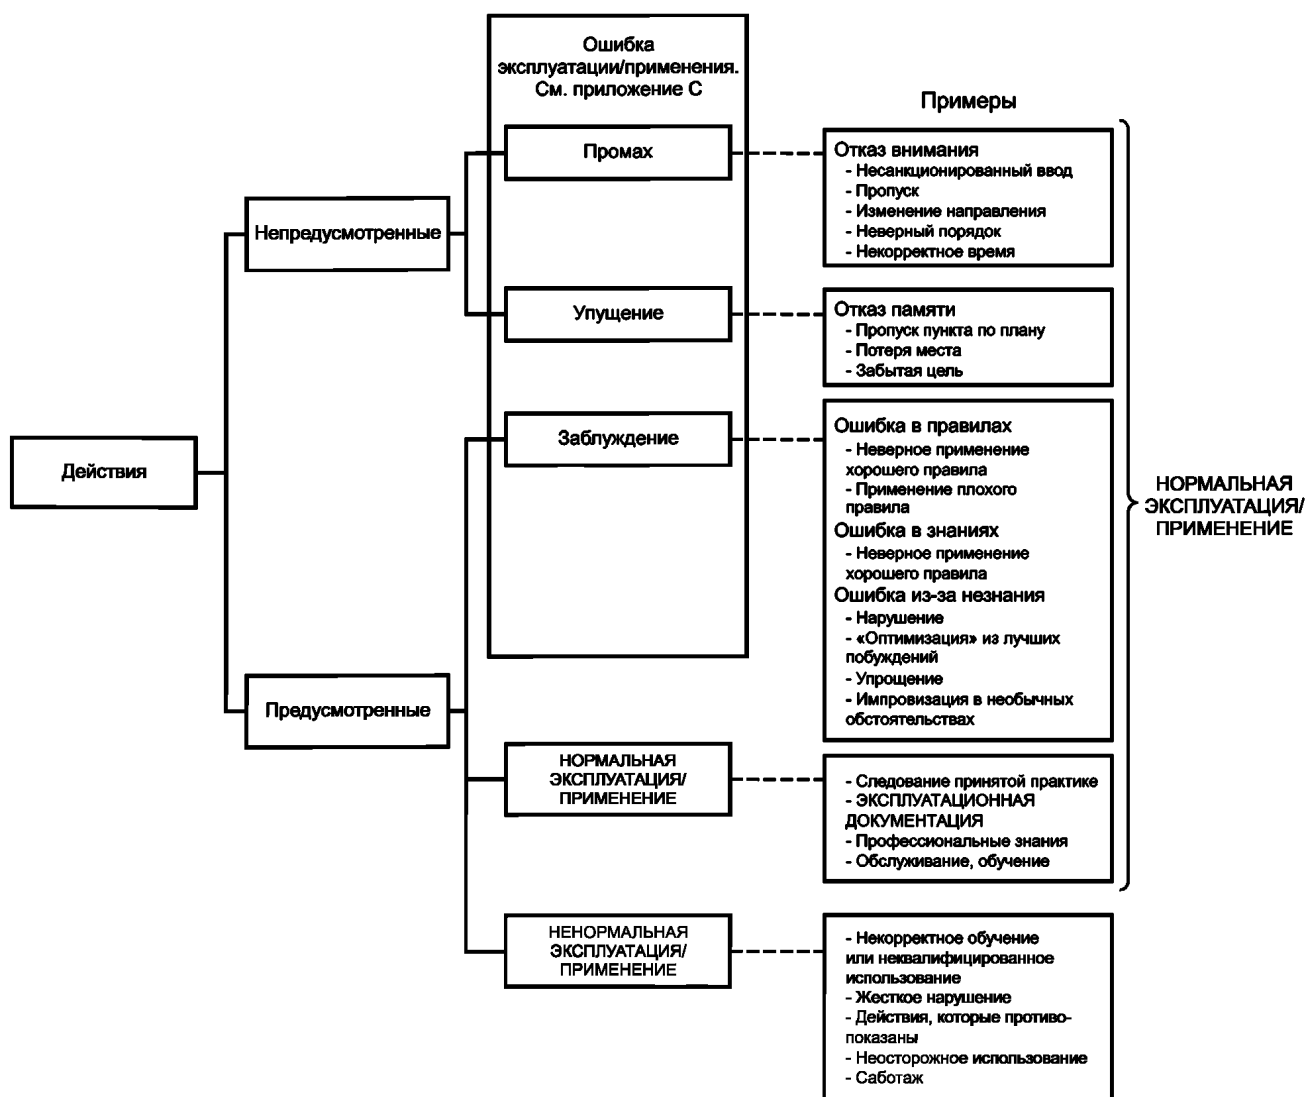 Ошибка
эксплуатации/применения.
См. приложение С
Примеры
Промах
Отказ внимания
- Несанкционированный ввод
- Пропуск
- Изменение направления
- Неверный порядок
- Некорректное время
Непредусмотренные
Упущение
Отказ памяти
- Пропуск пункта по плану
- Потеря места
- Забытая цель
Действия
Заблуждение
Ошибка в правилах
- Неверное применение
хорошего правила
- Применение плохого
правила
Ошибка в знаниях
- Неверное применение
хорошего правила
Ошибка из-за незнания
- Нарушение
- «Оптимизация» из лучших
побуждений
- Упрощение
- Импровизация в необычных
обстоятельствах
НОРМАЛЬНАЯ
ЭКСПЛУАТАЦИЯ/
ПРИМЕНЕНИЕ
Предусмотренные
НОРМАЛЬНАЯ
ЭКСПЛУАТАЦИЯ/
ПРИМЕНЕНИЕ
- Следование принятой практике
- ЭКСПЛУАТАЦИОННАЯ
ДОКУМЕНТАЦИЯ
- Профессиональные знания
- Обслуживание, обучение
НЕНОРМАЛЬНАЯ
ЭКСПЛУАТАЦИЯ/
ПРИМЕНЕНИЕ
- Некорректное обучение
или неквалифицированное
использование
- Жесткое нарушение
- Действия, которые противо-
показаны
- Неосторожное использование
- Саботаж